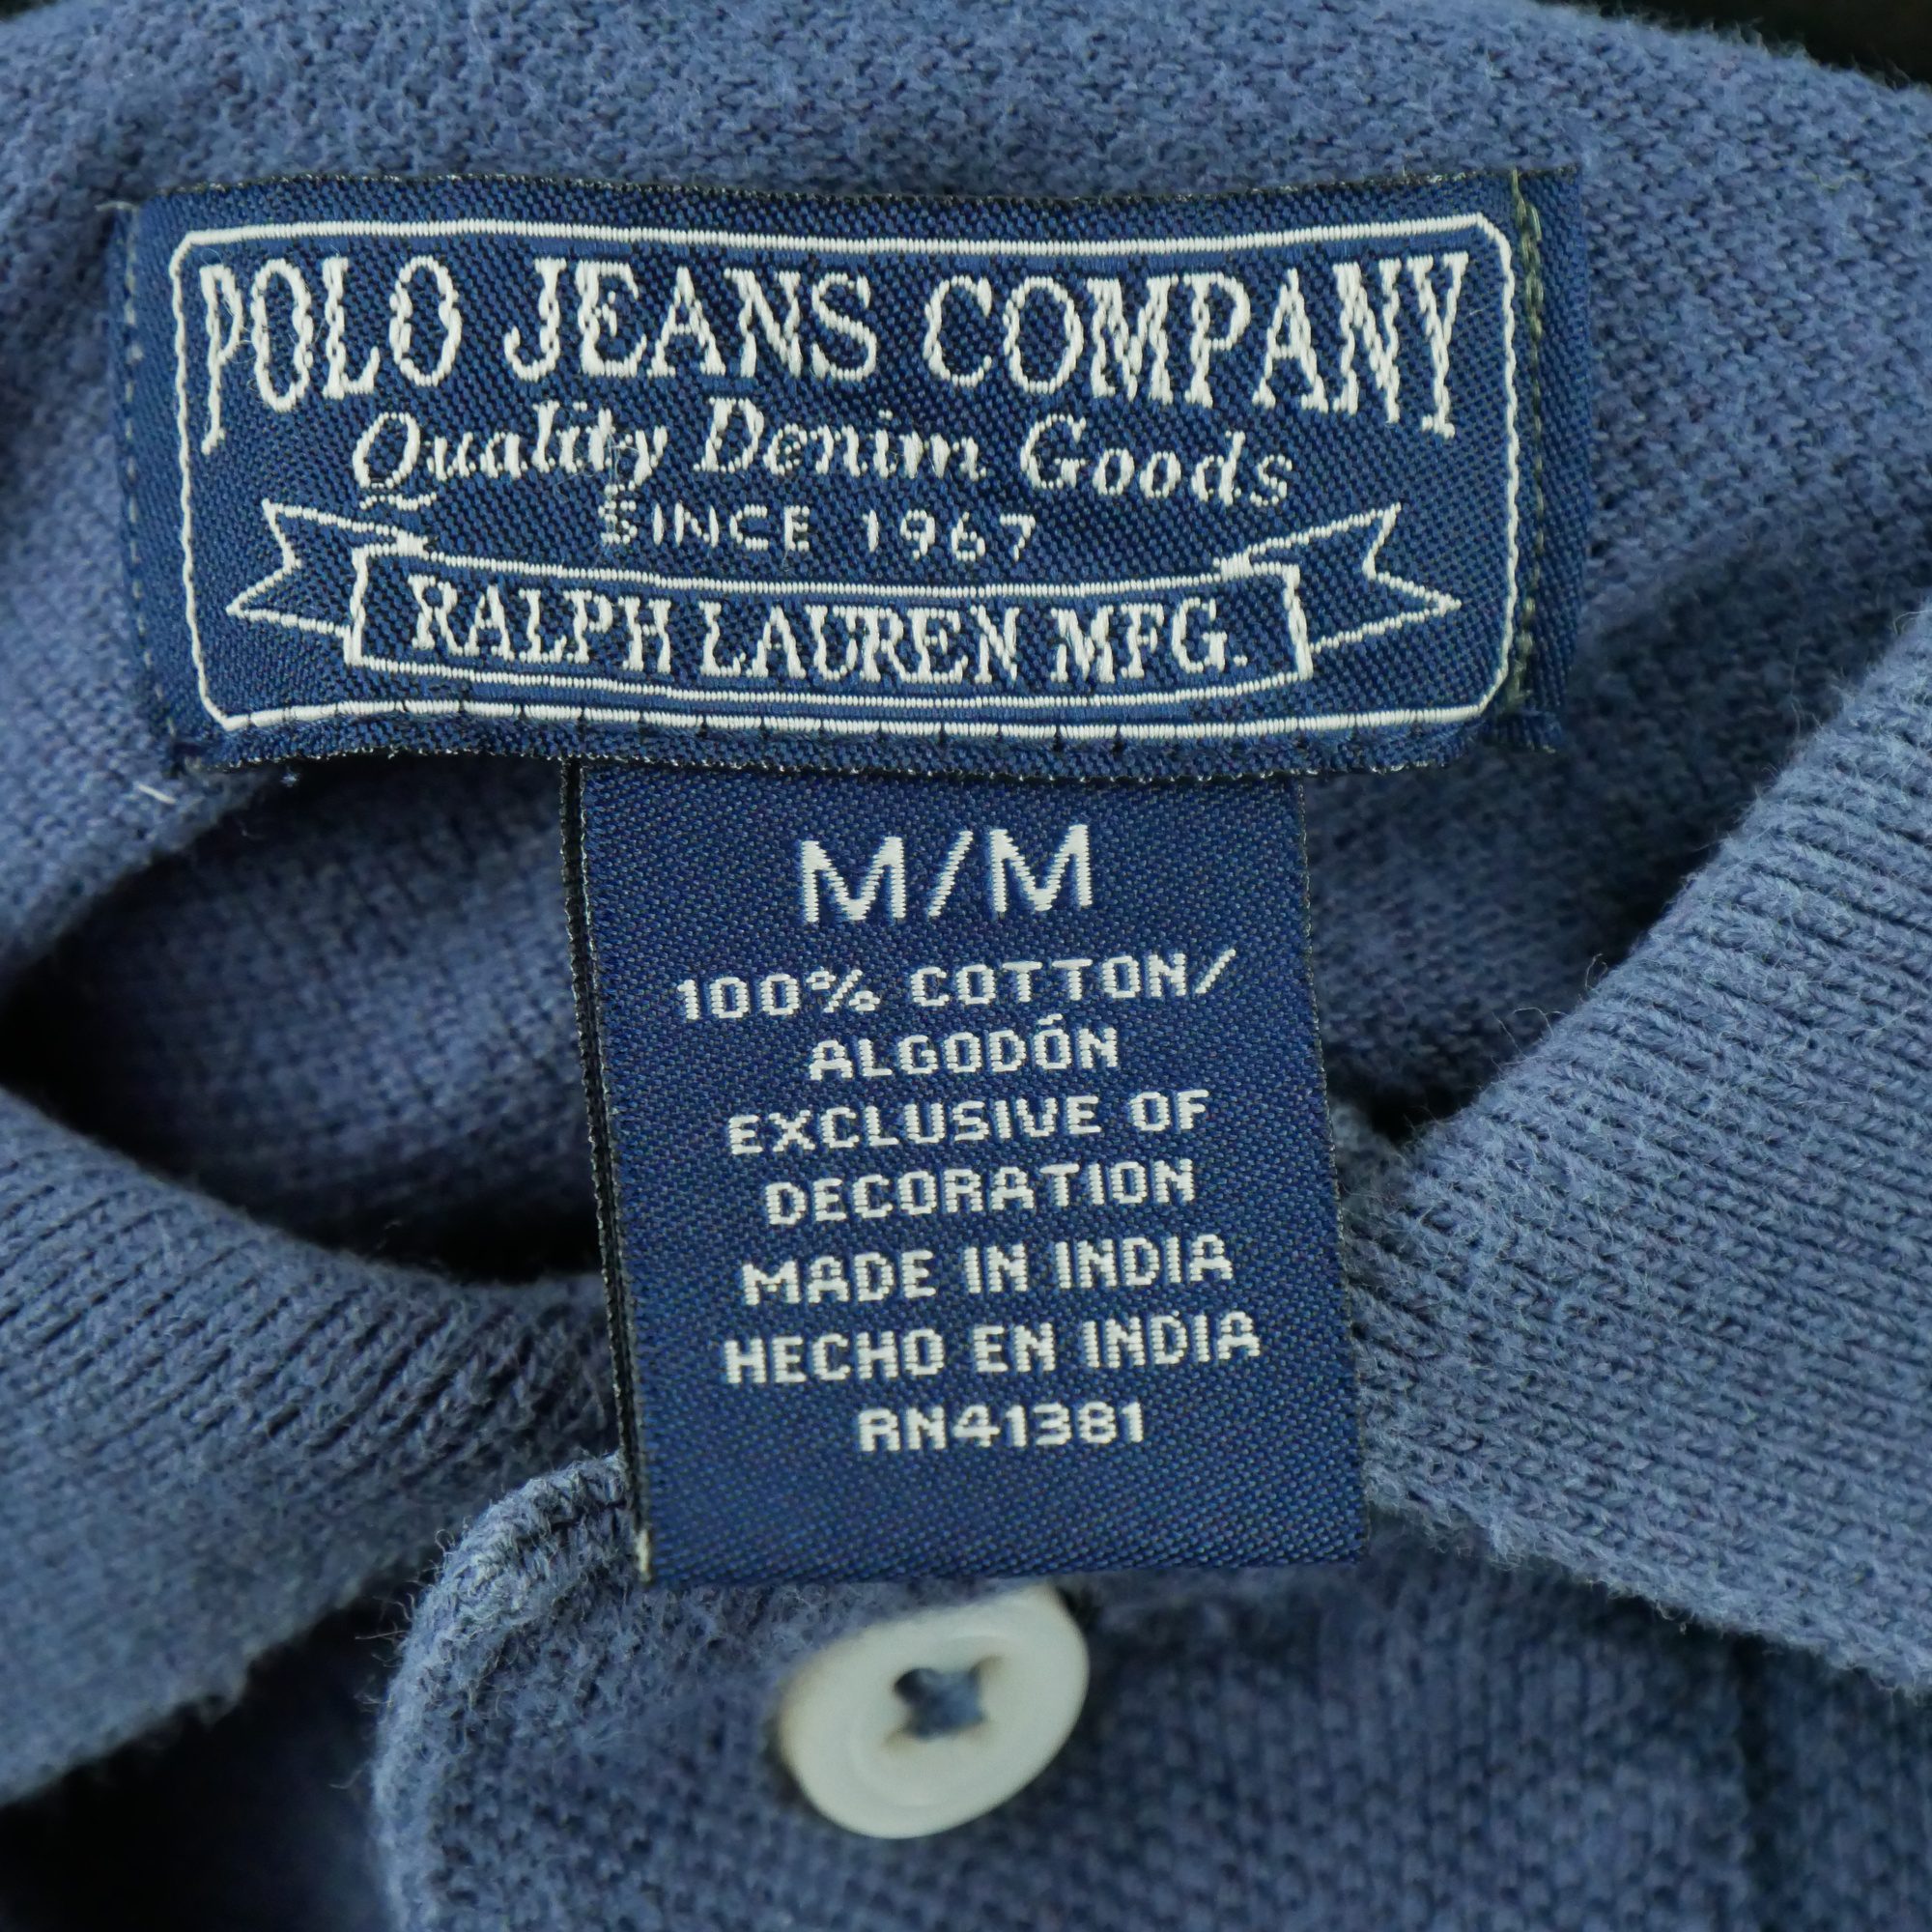 POLO JEANS COMPANY
Quality Denim Goods
SINCE 1967
RALPH LAUREN MFG.
M/M
100% COTTON/
ALGODÓN
EXCLUSIVE OF
DECORATION
MADE IN INDIA
HECHO EN INDIA
RN41381